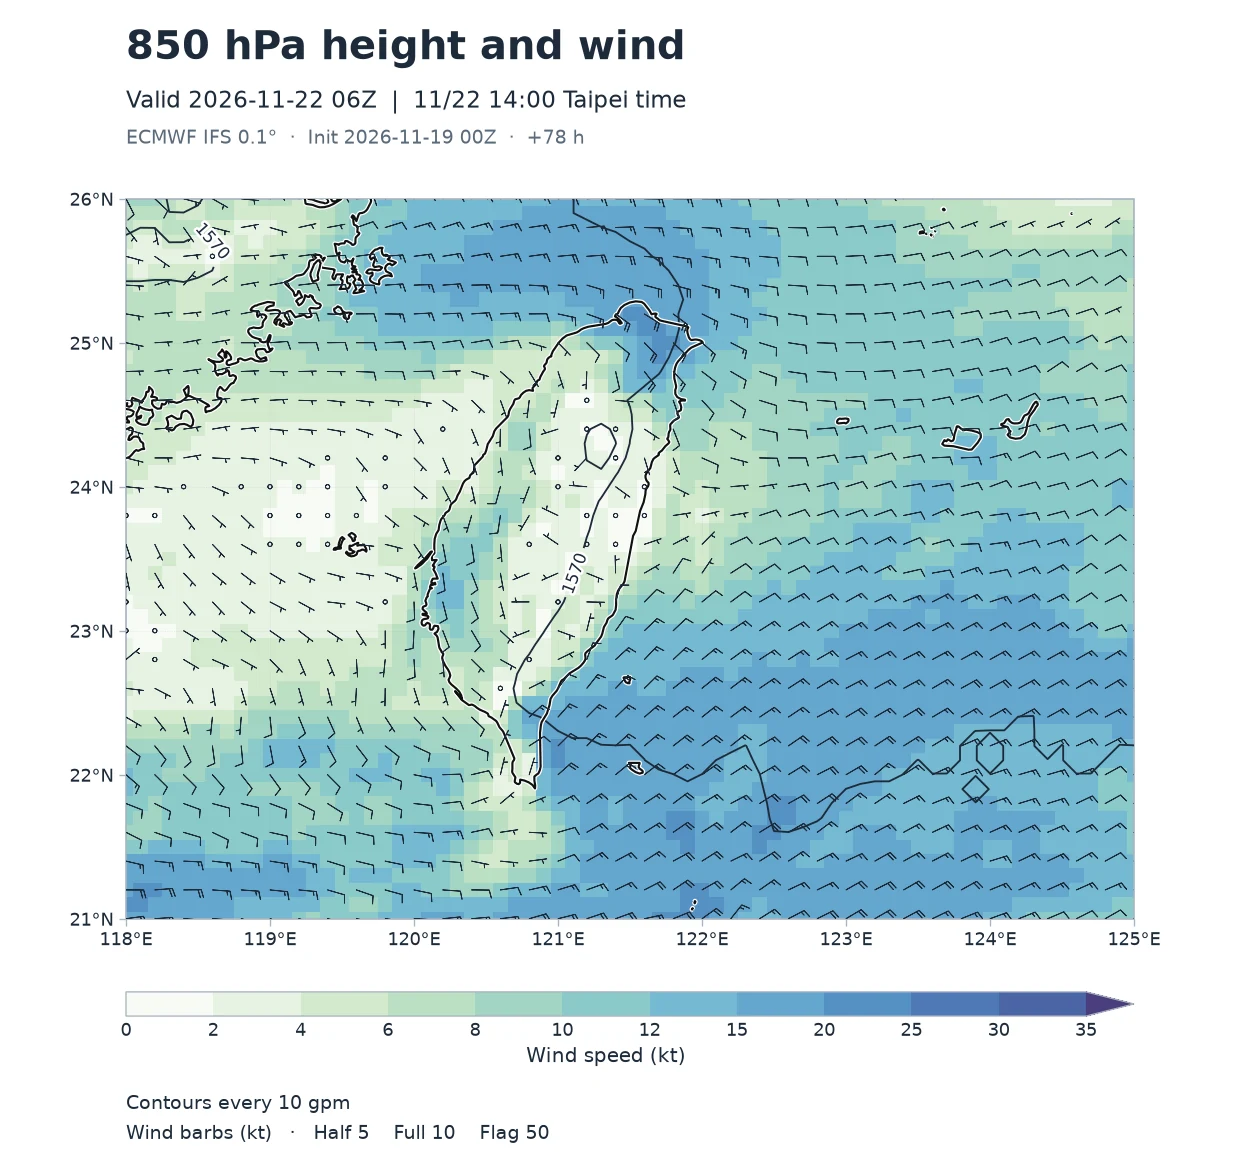 850 hPa height and wind
Valid 2026-11-22 06Z | 11/22 14:00 Taipei time
ECMWF IFS 0.1° · Init 2026-11-19 00Z · +78 h
26°N
25°N
24°N
23°N
22°N
21°N
1570
1570
118°E 119°E 120°E 121°E 122°E 123°E 124°E 125°E
0 2 4 6 8 10 12 15 20 25 30 35
Wind speed (kt)
Contours every 10 gpm
Wind barbs (kt) · Half 5 Full 10 Flag 50